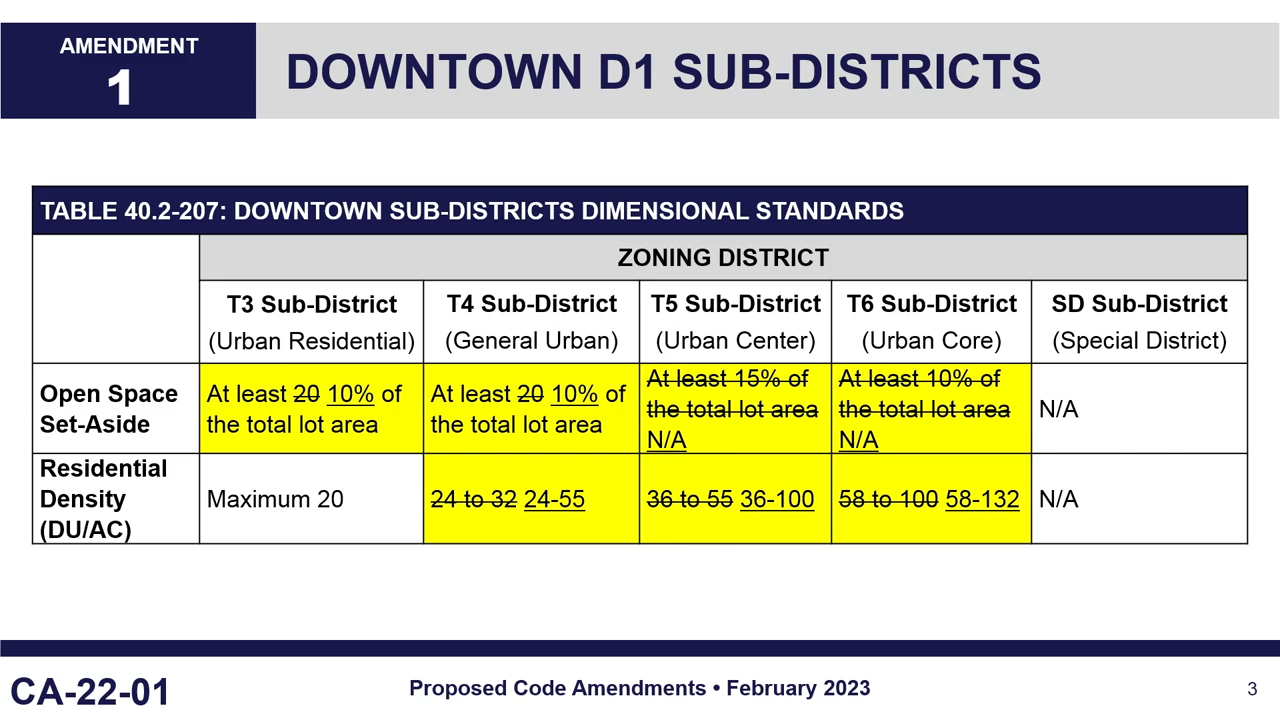 AMENDMENT
1
DOWNTOWN D1 SUB-DISTRICTS
TABLE 40.2-207: DOWNTOWN SUB-DISTRICTS DIMENSIONAL STANDARDS
ZONING DISTRICT
T3 Sub-District
(Urban Residential)
T4 Sub-District
(General Urban)
T5 Sub-District
(Urban Center)
T6 Sub-District
(Urban Core)
SD Sub-District
(Special District)
Open Space
Set-Aside
At least 20 10% of
the total lot area
At least 20 10% of
the total lot area
At least 15% of
the total lot area
N/A
At least 10% of
the total lot area
N/A
N/A
Residential
Density
(DU/AC)
Maximum 20
24 to 32 24-55
36 to 55 36-100
58 to 100 58-132
N/A
CA-22-01
Proposed Code Amendments • February 2023
3